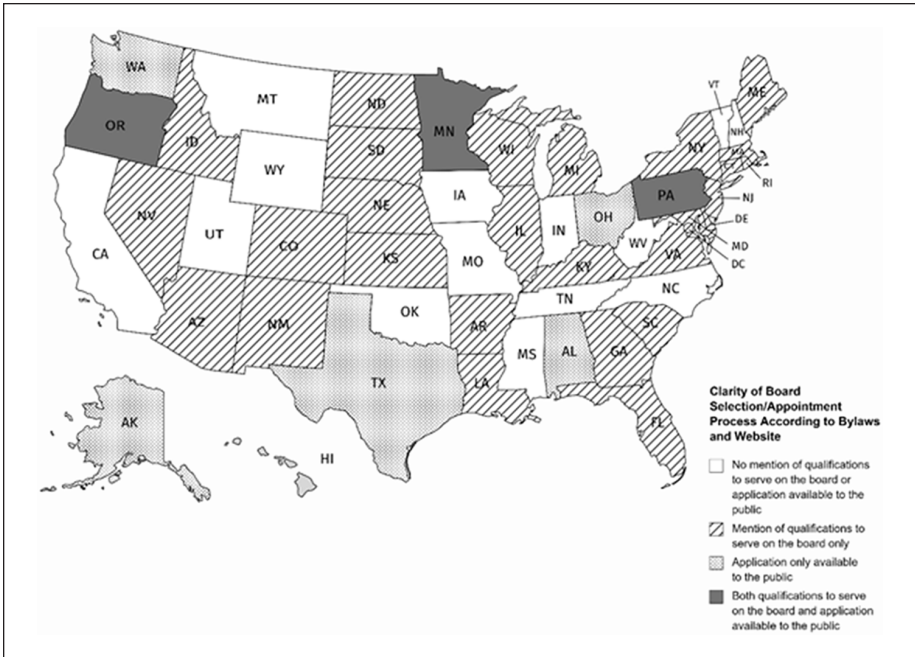 WA
MT
ND
MN
OR
ID
SD
WI
MI
WY
NE
IA
NV
UT
CO
KS
IL
IN
OH
PA
NY
VT
ME
NH
MA
RI
CT
NJ
DE
MD
DC
WV
VA
KY
MO
CA
AZ
NM
OK
AR
TN
NC
SC
MS
AL
GA
LA
TX
FL
AK
HI
Clarity of Board
Selection/Appointment
Process According to Bylaws
and Website
No mention of qualifications
to serve on the board or
application available to the
public
Mention of qualifications to
serve on the board only
Application only available
to the public
Both qualifications to serve
on the board and application
available to the public